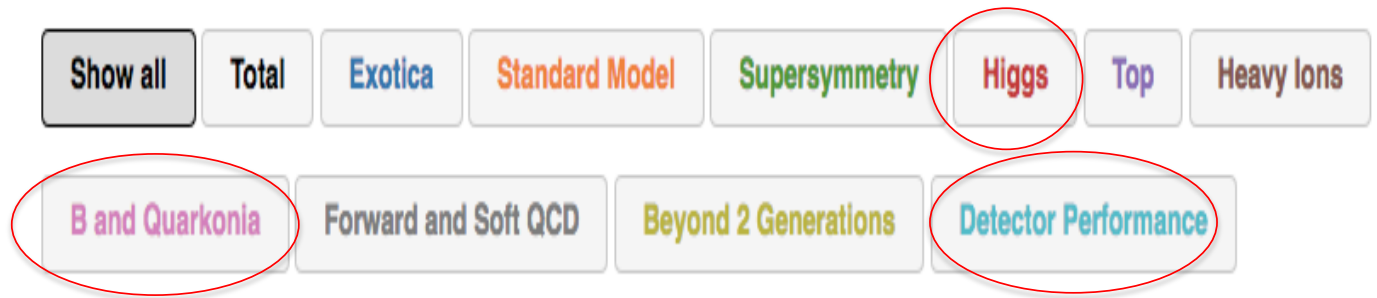 Show all Total Exotica Standard Model Supersymmetry Higgs Top Heavy Ions
B and Quarkonia Forward and Soft QCD Beyond 2 Generations Detector Performance